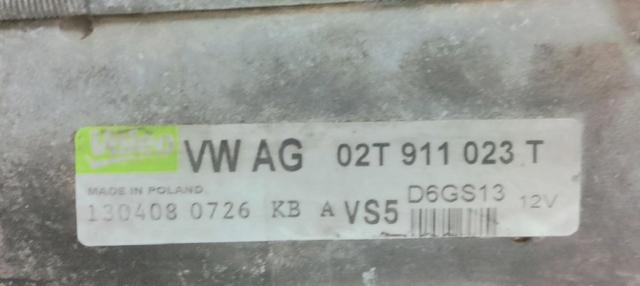 Valeo VW AG 02T 911 023 T
MADE IN POLAND D6GS13 12V
130408 0726 KB A VS5